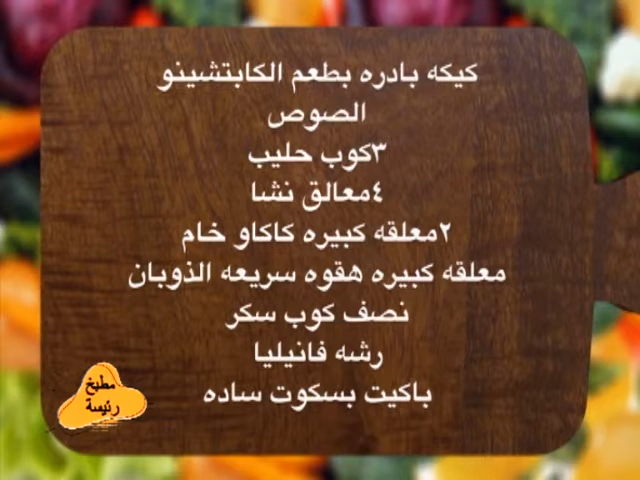 كيكه بادره بطعم الكابتشينو
الصوص
٣كوب حليب
٤معالق نشا
٢معلقه كبيره كاكاو خام
معلقه كبيره هقوه سريعه الذوبان
نصف كوب سكر
رشه فانيليا
باكيت بسكوت ساده
مطبخ
رئيسة